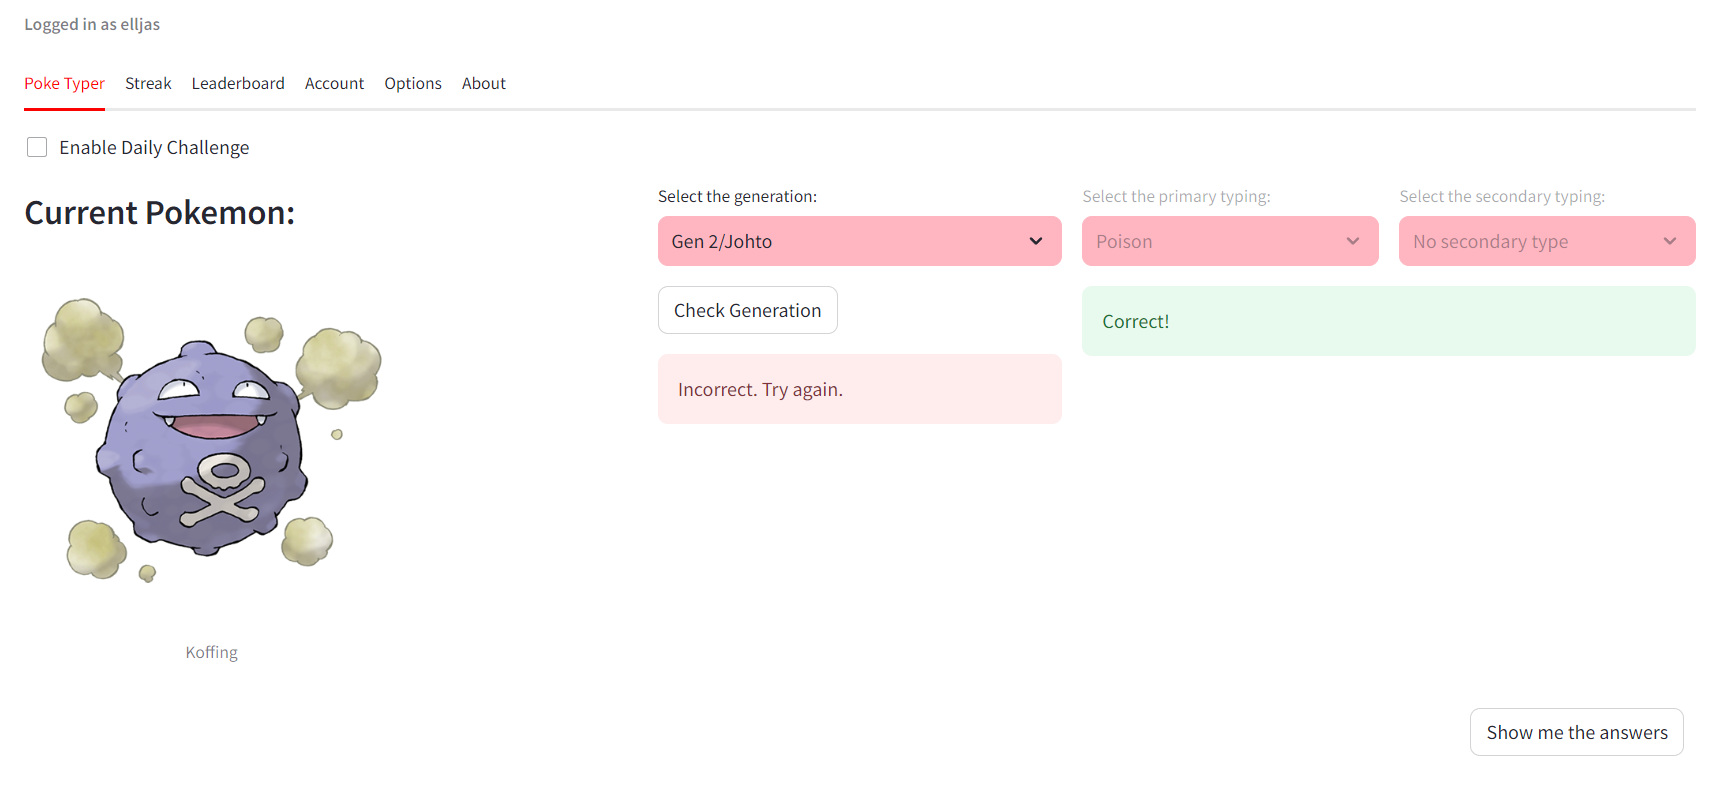 Logged in as elljas
Poke Typer Streak Leaderboard Account Options About
Enable Daily Challenge
Current Pokemon:
Koffing
Select the generation:
Gen 2/Johto
Check Generation
Incorrect. Try again.
Select the primary typing:
Poison
Select the secondary typing:
No secondary type
Correct!
Show me the answers